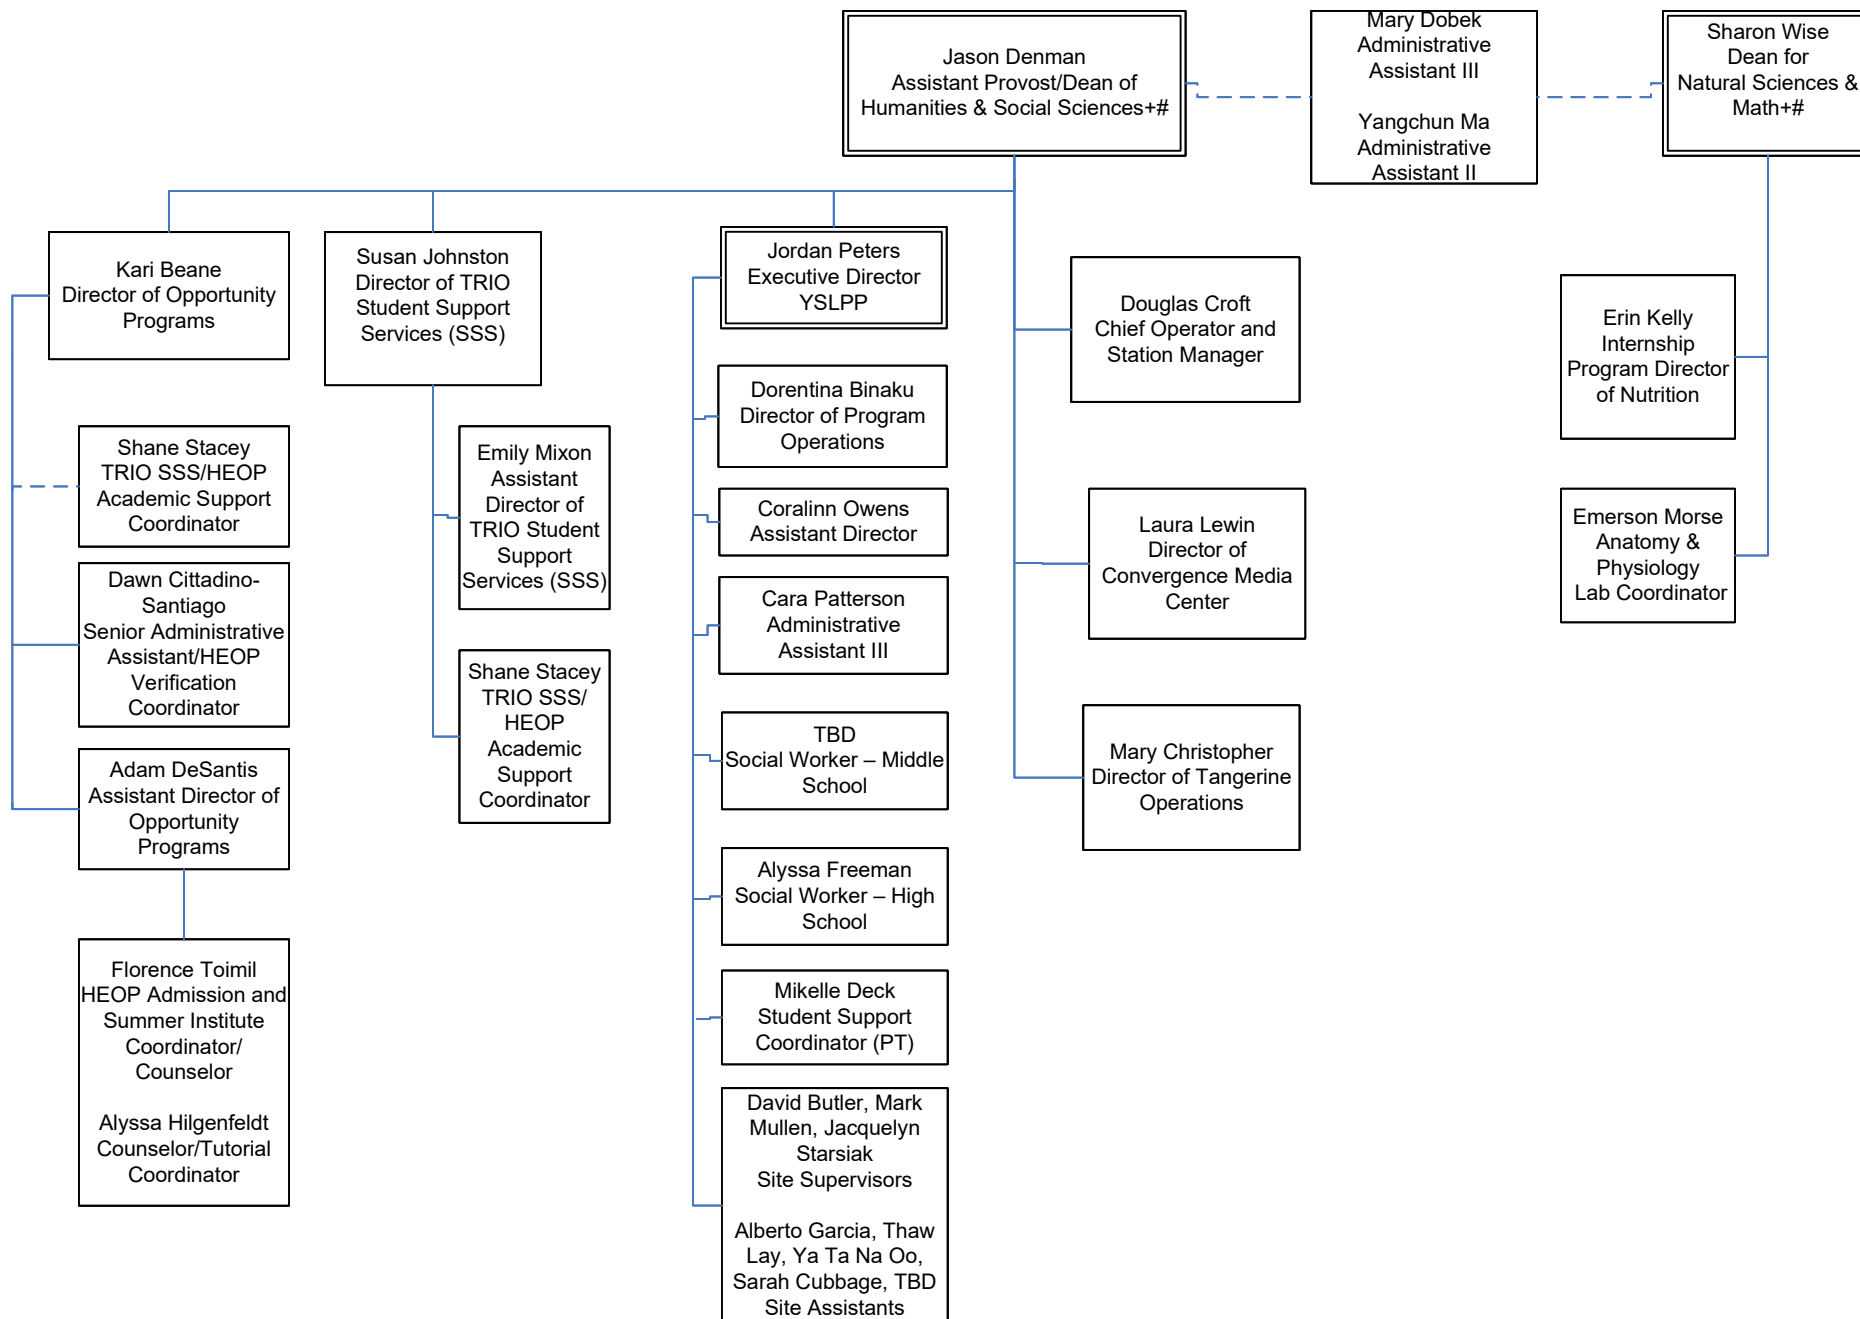 Jason Denman
Assistant Provost/Dean of
Humanities & Social Sciences+#
Mary Dobek
Administrative
Assistant III
Yangchun Ma
Administrative
Assistant II
Sharon Wise
Dean for
Natural Sciences &
Math+#
Kari Beane
Director of Opportunity
Programs
Shane Stacey
TRIO SSS/HEOP
Academic Support
Coordinator
Dawn Cittadino-
Santiago
Senior Administrative
Assistant/HEOP
Verification
Coordinator
Adam DeSantis
Assistant Director of
Opportunity
Programs
Florence Toimil
HEOP Admission and
Summer Institute
Coordinator/
Counselor
Alyssa Hilgenfeldt
Counselor/Tutorial
Coordinator
Susan Johnston
Director of TRIO
Student Support
Services (SSS)
Emily Mixon
Assistant
Director of
TRIO Student
Support
Services (SSS)
Shane Stacey
TRIO SSS/
HEOP
Academic
Support
Coordinator
Jordan Peters
Executive Director
YSLPP
Dorentina Binaku
Director of Program
Operations
Coralinn Owens
Assistant Director
Cara Patterson
Administrative
Assistant III
TBD
Social Worker – Middle
School
Alyssa Freeman
Social Worker – High
School
Mikelle Deck
Student Support
Coordinator (PT)
David Butler, Mark
Mullen, Jacquelyn
Starsiak
Site Supervisors
Alberto Garcia, Thaw
Lay, Ya Ta Na Oo,
Sarah Cubbage, TBD
Site Assistants
Douglas Croft
Chief Operator and
Station Manager
Laura Lewin
Director of
Convergence Media
Center
Mary Christopher
Director of Tangerine
Operations
Erin Kelly
Internship
Program Director
of Nutrition
Emerson Morse
Anatomy &
Physiology
Lab Coordinator